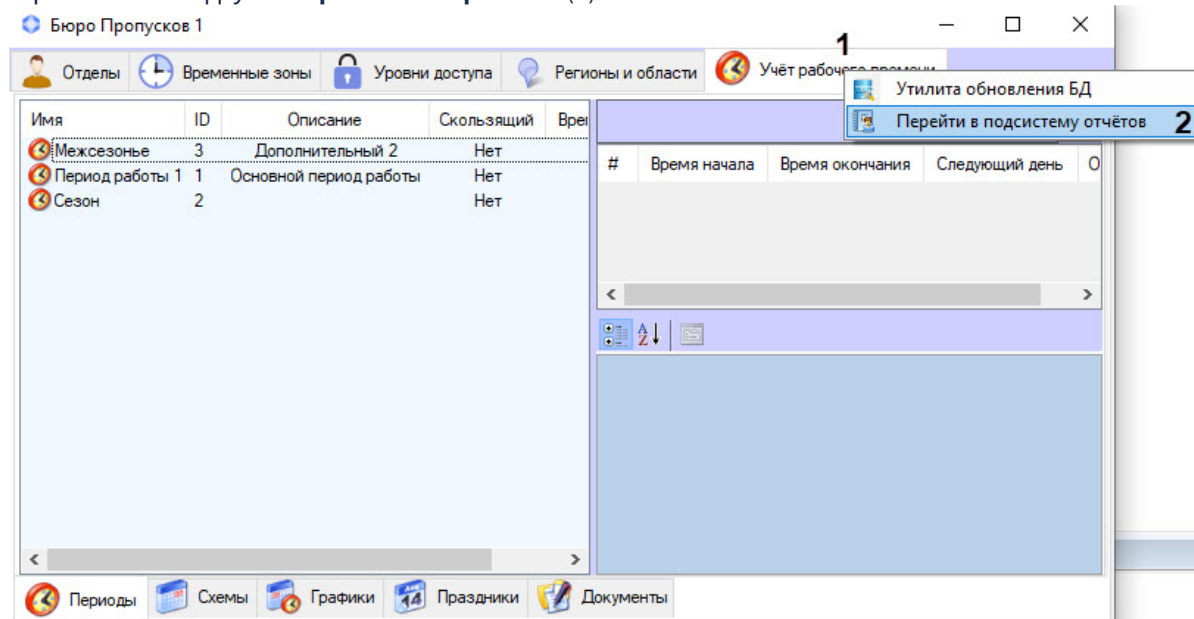 Бюро Пропусков 1
1
Отделы Временные зоны Уровни доступа Регионы и области Учёт рабочего времени
Утилита обновления БД
Перейти в подсистему отчётов 2
Имя ID Описание Скользящий Врем
Межсезонье 3 Дополнительный 2 Нет
Период работы 1 1 Основной период работы Нет
Сезон 2 Нет
# Время начала Время окончания Следующий день О
Периоды Схемы Графики Праздники Документы